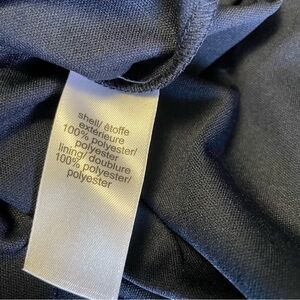 shell/ étoffe
extérieure
100% polyester/
polyester
lining/ doublure
100% polyester/
polyester